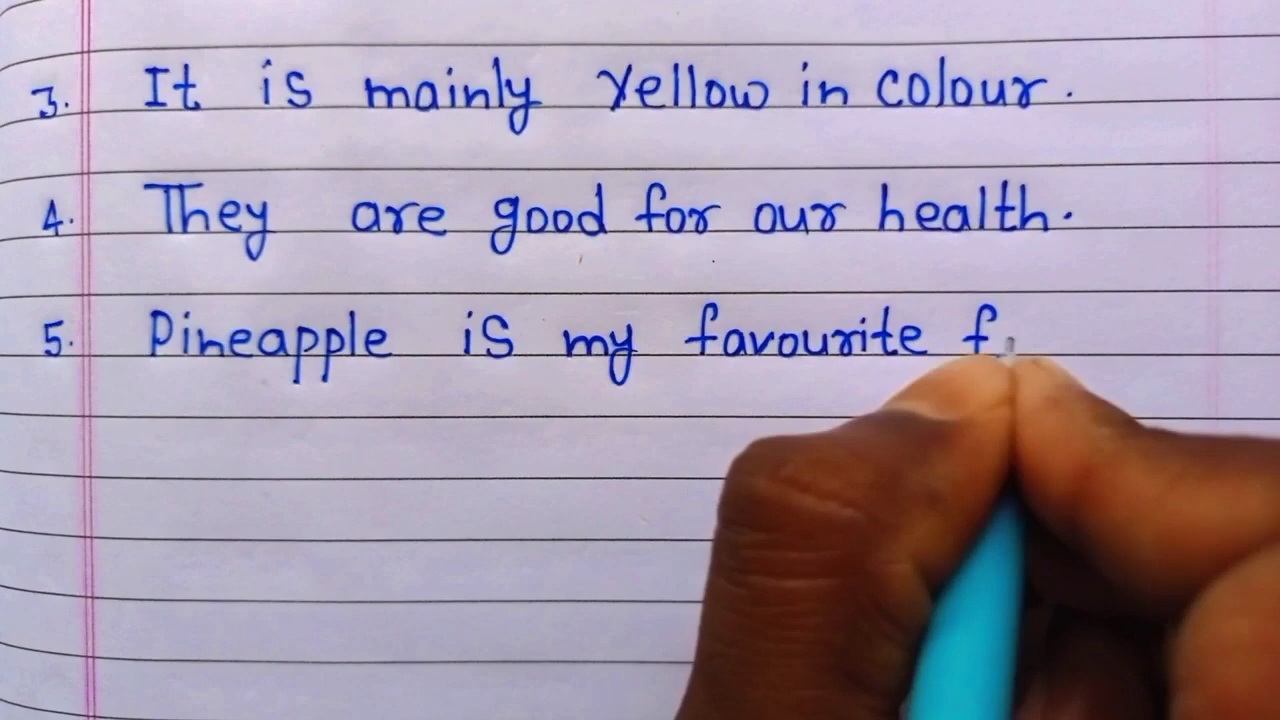 3. It is mainly Yellow in colour.
4. They are good for our health.
5. Pineapple is my favourite f